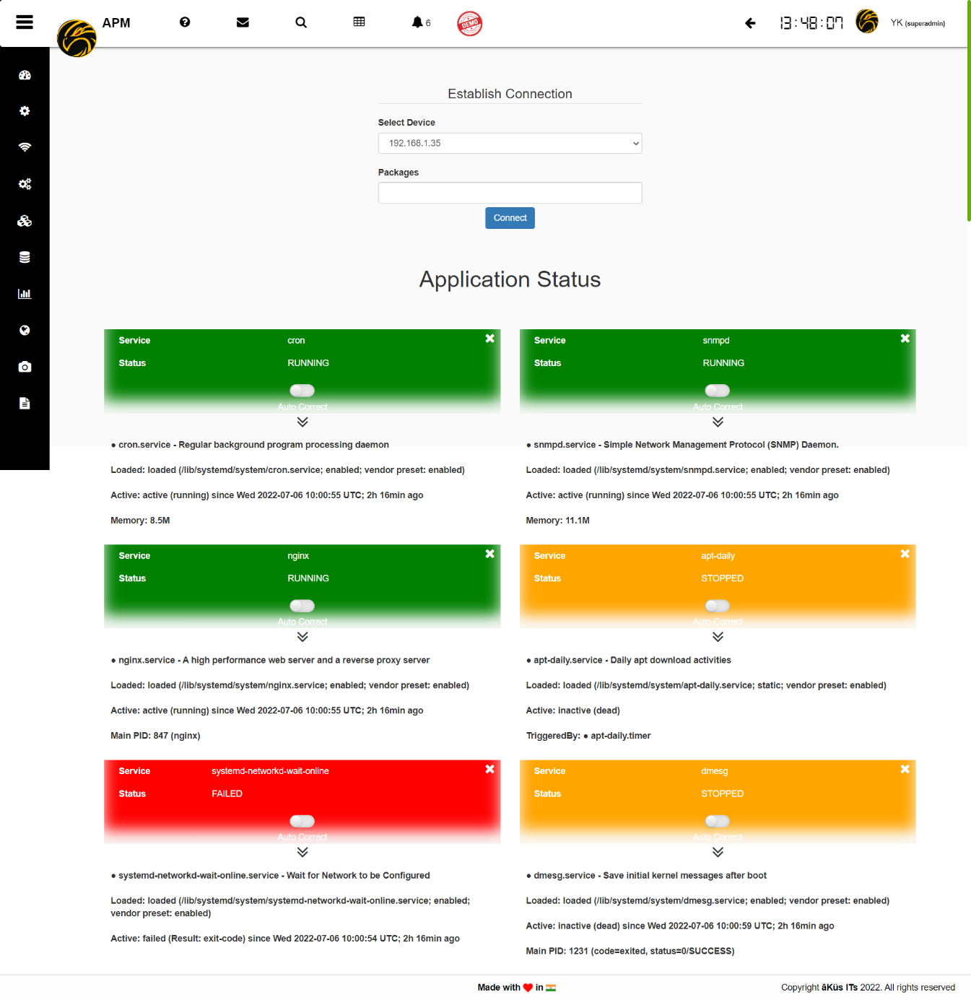 APM
6
DEMO
13:48:07
YK (superadmin)
Establish Connection
Select Device
192.168.1.35
Packages
Connect
Application Status
Service cron
Status RUNNING
Auto Correct
● cron.service - Regular background program processing daemon
Loaded: loaded (/lib/systemd/system/cron.service; enabled; vendor preset: enabled)
Active: active (running) since Wed 2022-07-06 10:00:55 UTC; 2h 16min ago
Memory: 8.5M
Service snmpd
Status RUNNING
Auto Correct
● snmpd.service - Simple Network Management Protocol (SNMP) Daemon.
Loaded: loaded (/lib/systemd/system/snmpd.service; enabled; vendor preset: enabled)
Active: active (running) since Wed 2022-07-06 10:00:55 UTC; 2h 16min ago
Memory: 11.1M
Service nginx
Status RUNNING
Auto Correct
● nginx.service - A high performance web server and a reverse proxy server
Loaded: loaded (/lib/systemd/system/nginx.service; enabled; vendor preset: enabled)
Active: active (running) since Wed 2022-07-06 10:00:55 UTC; 2h 16min ago
Main PID: 847 (nginx)
Service apt-daily
Status STOPPED
Auto Correct
● apt-daily.service - Daily apt download activities
Loaded: loaded (/lib/systemd/system/apt-daily.service; static; vendor preset: enabled)
Active: inactive (dead)
TriggeredBy: ● apt-daily.timer
Service systemd-networkd-wait-online
Status FAILED
Auto Correct
● systemd-networkd-wait-online.service - Wait for Network to be Configured
Loaded: loaded (/lib/systemd/system/systemd-networkd-wait-online.service; enabled;
vendor preset: enabled)
Active: failed (Result: exit-code) since Wed 2022-07-06 10:00:54 UTC; 2h 16min ago
Service dmesg
Status STOPPED
Auto Correct
● dmesg.service - Save initial kernel messages after boot
Loaded: loaded (/lib/systemd/system/dmesg.service; enabled; vendor preset: enabled)
Active: inactive (dead) since Wed 2022-07-06 10:00:59 UTC; 2h 16min ago
Main PID: 1231 (code=exited, status=0/SUCCESS)
Made with ❤ in 🇮🇳
Copyright āKüs ITs 2022. All rights reserved